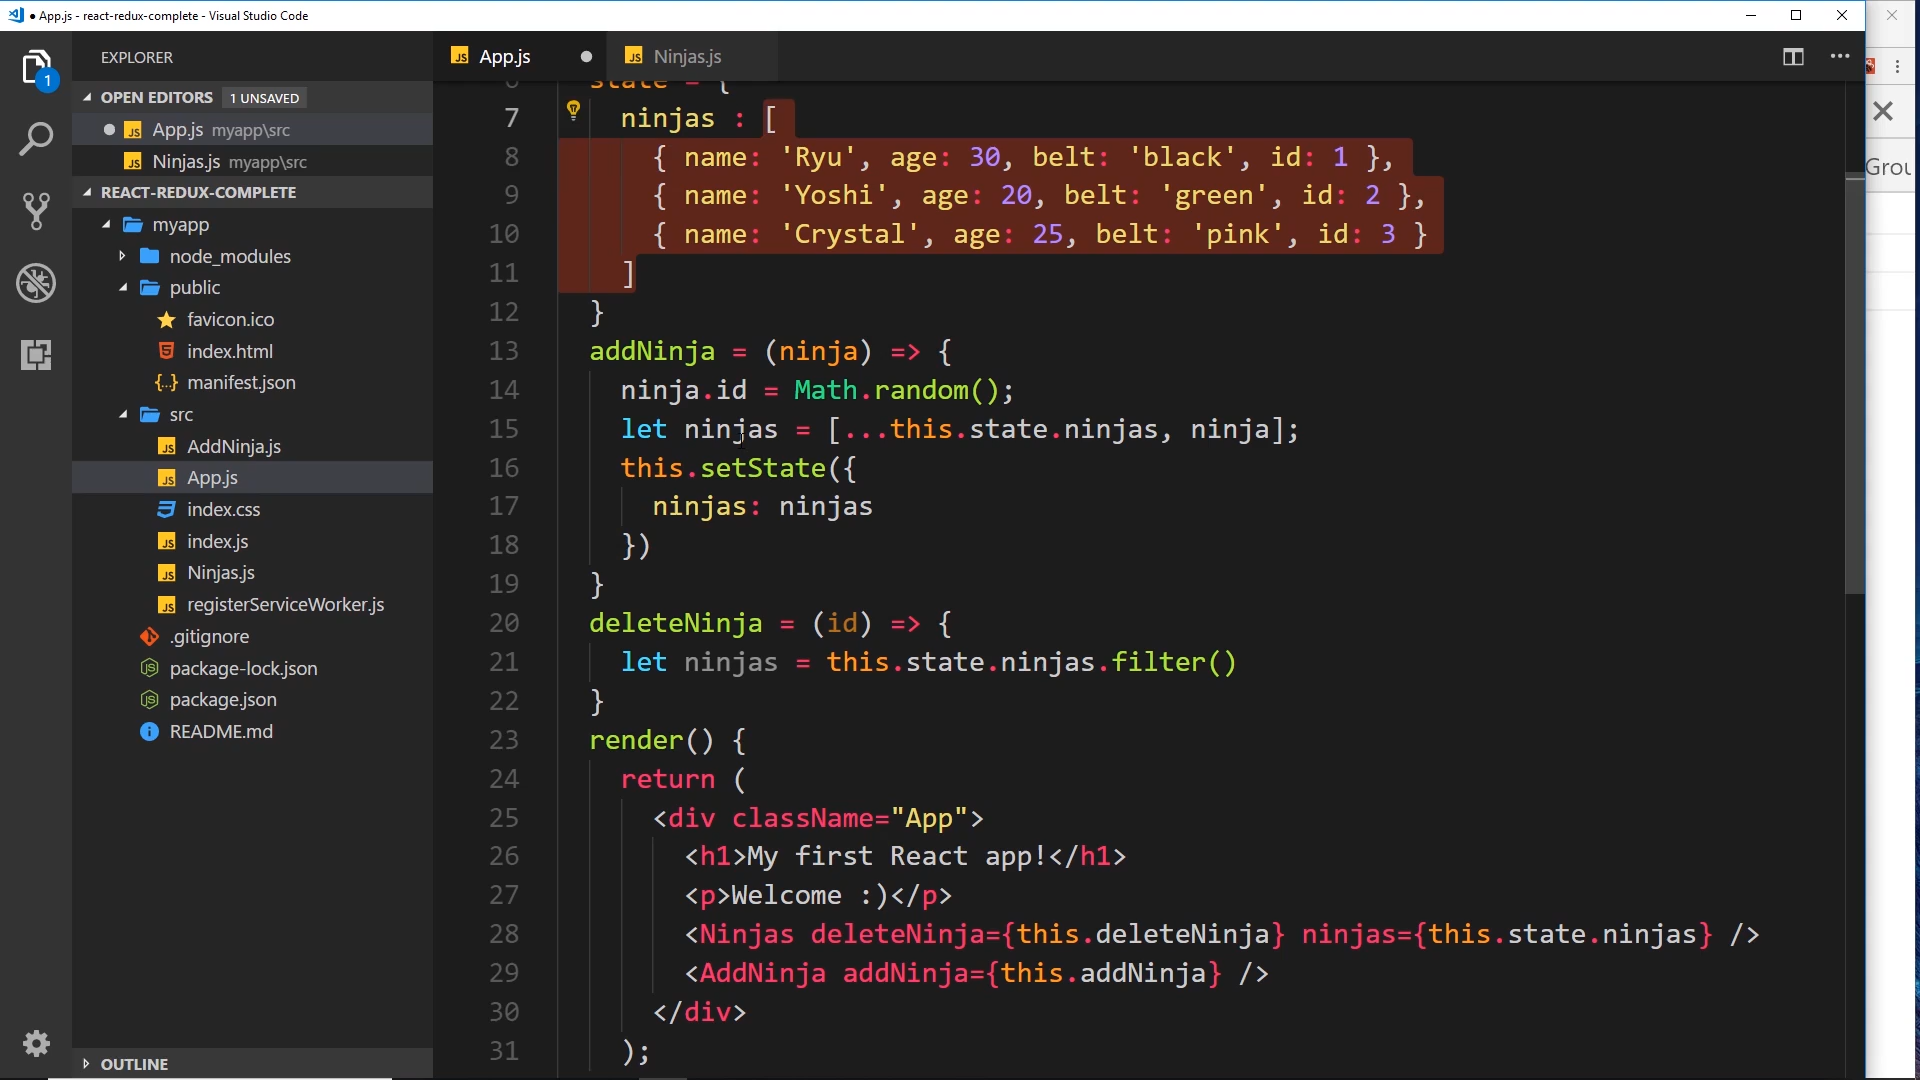 App.js - react-redux-complete - Visual Studio Code
EXPLORER
OPEN EDITORS 1 UNSAVED
App.js myapp\src
Ninjas.js myapp\src
REACT-REDUX-COMPLETE
myapp
node_modules
public
favicon.ico
index.html
manifest.json
src
AddNinja.js
App.js
index.css
index.js
Ninjas.js
registerServiceWorker.js
.gitignore
package-lock.json
package.json
README.md
OUTLINE
1
App.js
Ninjas.js
6 state = {
7 ninjas : [
8 { name: 'Ryu', age: 30, belt: 'black', id: 1 },
9 { name: 'Yoshi', age: 20, belt: 'green', id: 2 },
10 { name: 'Crystal', age: 25, belt: 'pink', id: 3 }
11 ]
12 }
13 addNinja = (ninja) => {
14 ninja.id = Math.random();
15 let ninjas = [...this.state.ninjas, ninja];
16 this.setState({
17 ninjas: ninjas
18 })
19 }
20 deleteNinja = (id) => {
21 let ninjas = this.state.ninjas.filter()
22 }
23 render() {
24 return (
25 <div className="App">
26 <h1>My first React app!</h1>
27 <p>Welcome :)</p>
28 <Ninjas deleteNinja={this.deleteNinja} ninjas={this.state.ninjas} />
29 <AddNinja addNinja={this.addNinja} />
30 </div>
31 );